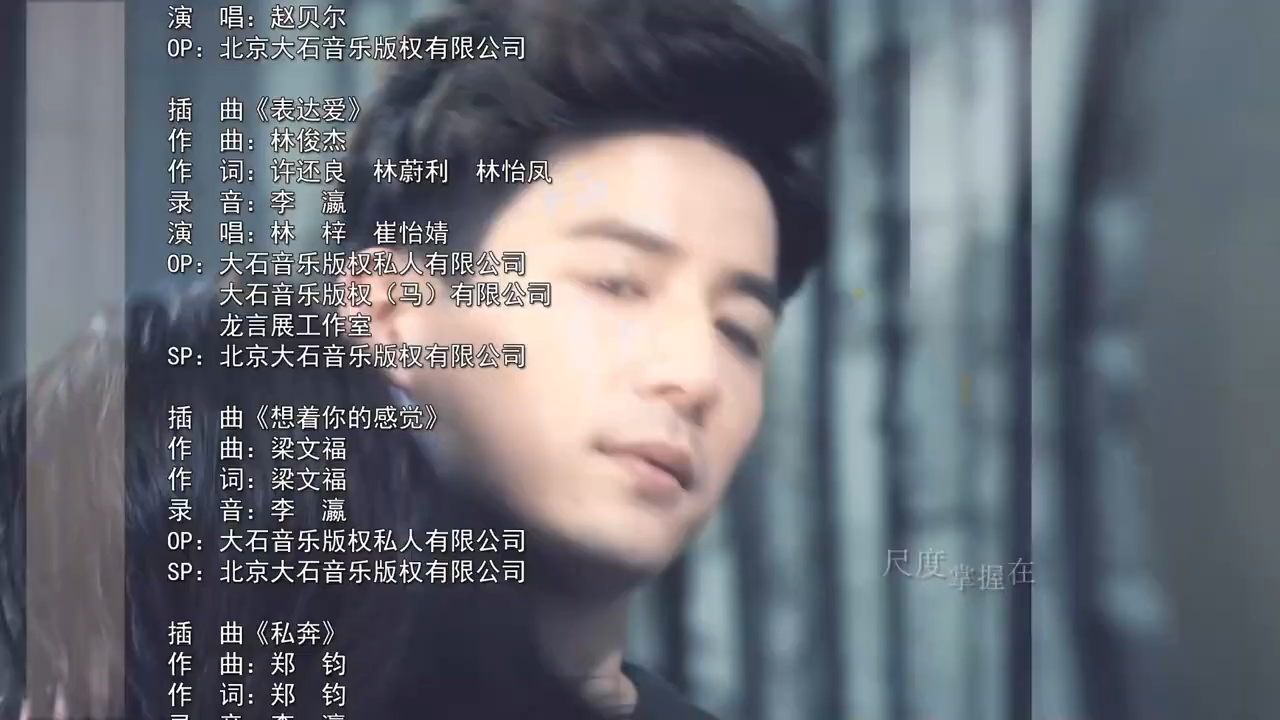 演　唱：赵贝尔
OP：北京大石音乐版权有限公司
插　曲《表达爱》
作　曲：林俊杰
作　词：许还良　林蔚利　林怡凤
录　音：李　瀛
演　唱：林　梓　崔怡婧
OP：大石音乐版权私人有限公司
大石音乐版权（马）有限公司
龙言展工作室
SP：北京大石音乐版权有限公司
插　曲《想着你的感觉》
作　曲：梁文福
作　词：梁文福
录　音：李　瀛
OP：大石音乐版权私人有限公司
SP：北京大石音乐版权有限公司
尺度掌握在
插　曲《私奔》
作　曲：郑　钧
作　词：郑　钧
录　音：李　瀛